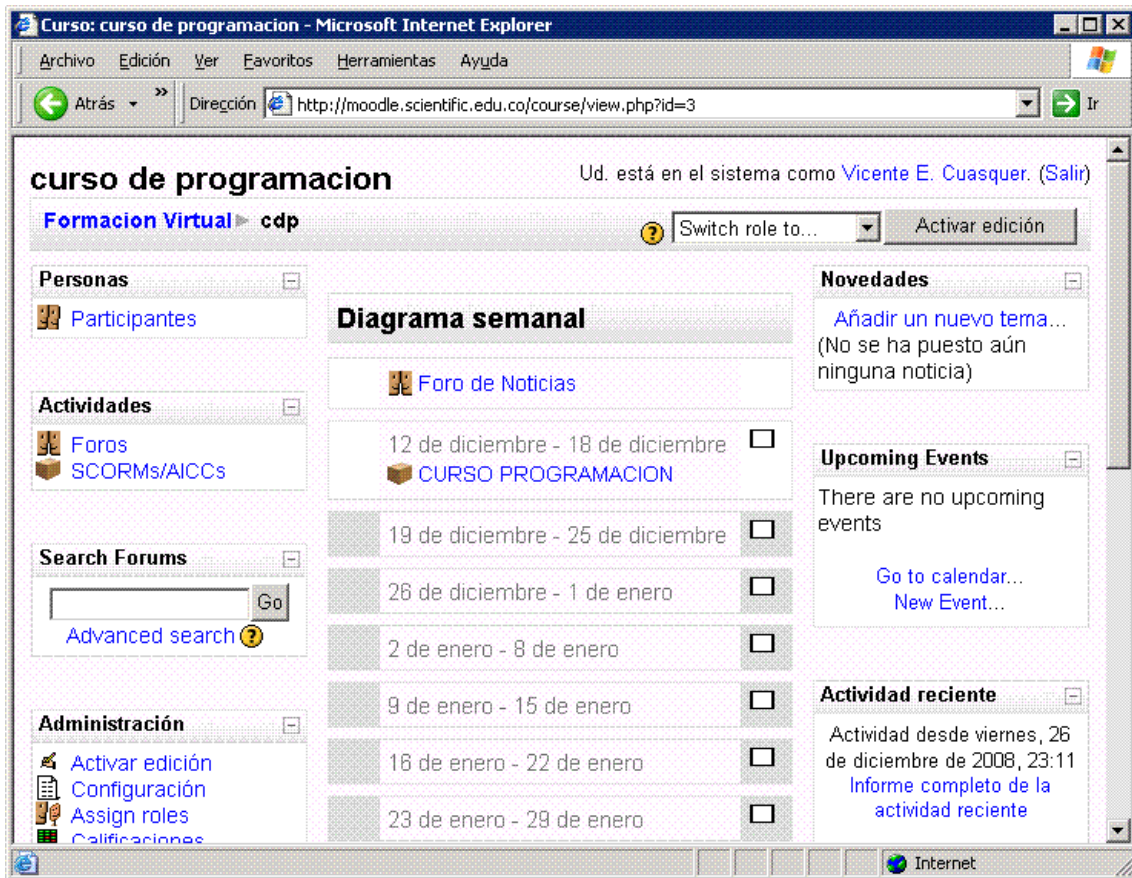 Curso: curso de programacion - Microsoft Internet Explorer
Archivo Edición Ver Favoritos Herramientas Ayuda
Atrás » Dirección http://moodle.scientific.edu.co/course/view.php?id=3 Ir
curso de programacion
Ud. está en el sistema como Vicente E. Cuasquer. (Salir)
Formacion Virtual ► cdp
? Switch role to... Activar edición
Personas
Participantes
Actividades
Foros
SCORMs/AICCs
Search Forums
Go
Advanced search ?
Administración
Activar edición
Configuración
Assign roles
Calificaciones
Diagrama semanal
Foro de Noticias
12 de diciembre - 18 de diciembre
CURSO PROGRAMACION
19 de diciembre - 25 de diciembre
26 de diciembre - 1 de enero
2 de enero - 8 de enero
9 de enero - 15 de enero
16 de enero - 22 de enero
23 de enero - 29 de enero
Novedades
Añadir un nuevo tema...
(No se ha puesto aún
ninguna noticia)
Upcoming Events
There are no upcoming
events
Go to calendar...
New Event...
Actividad reciente
Actividad desde viernes, 26
de diciembre de 2008, 23:11
Informe completo de la
actividad reciente
Internet